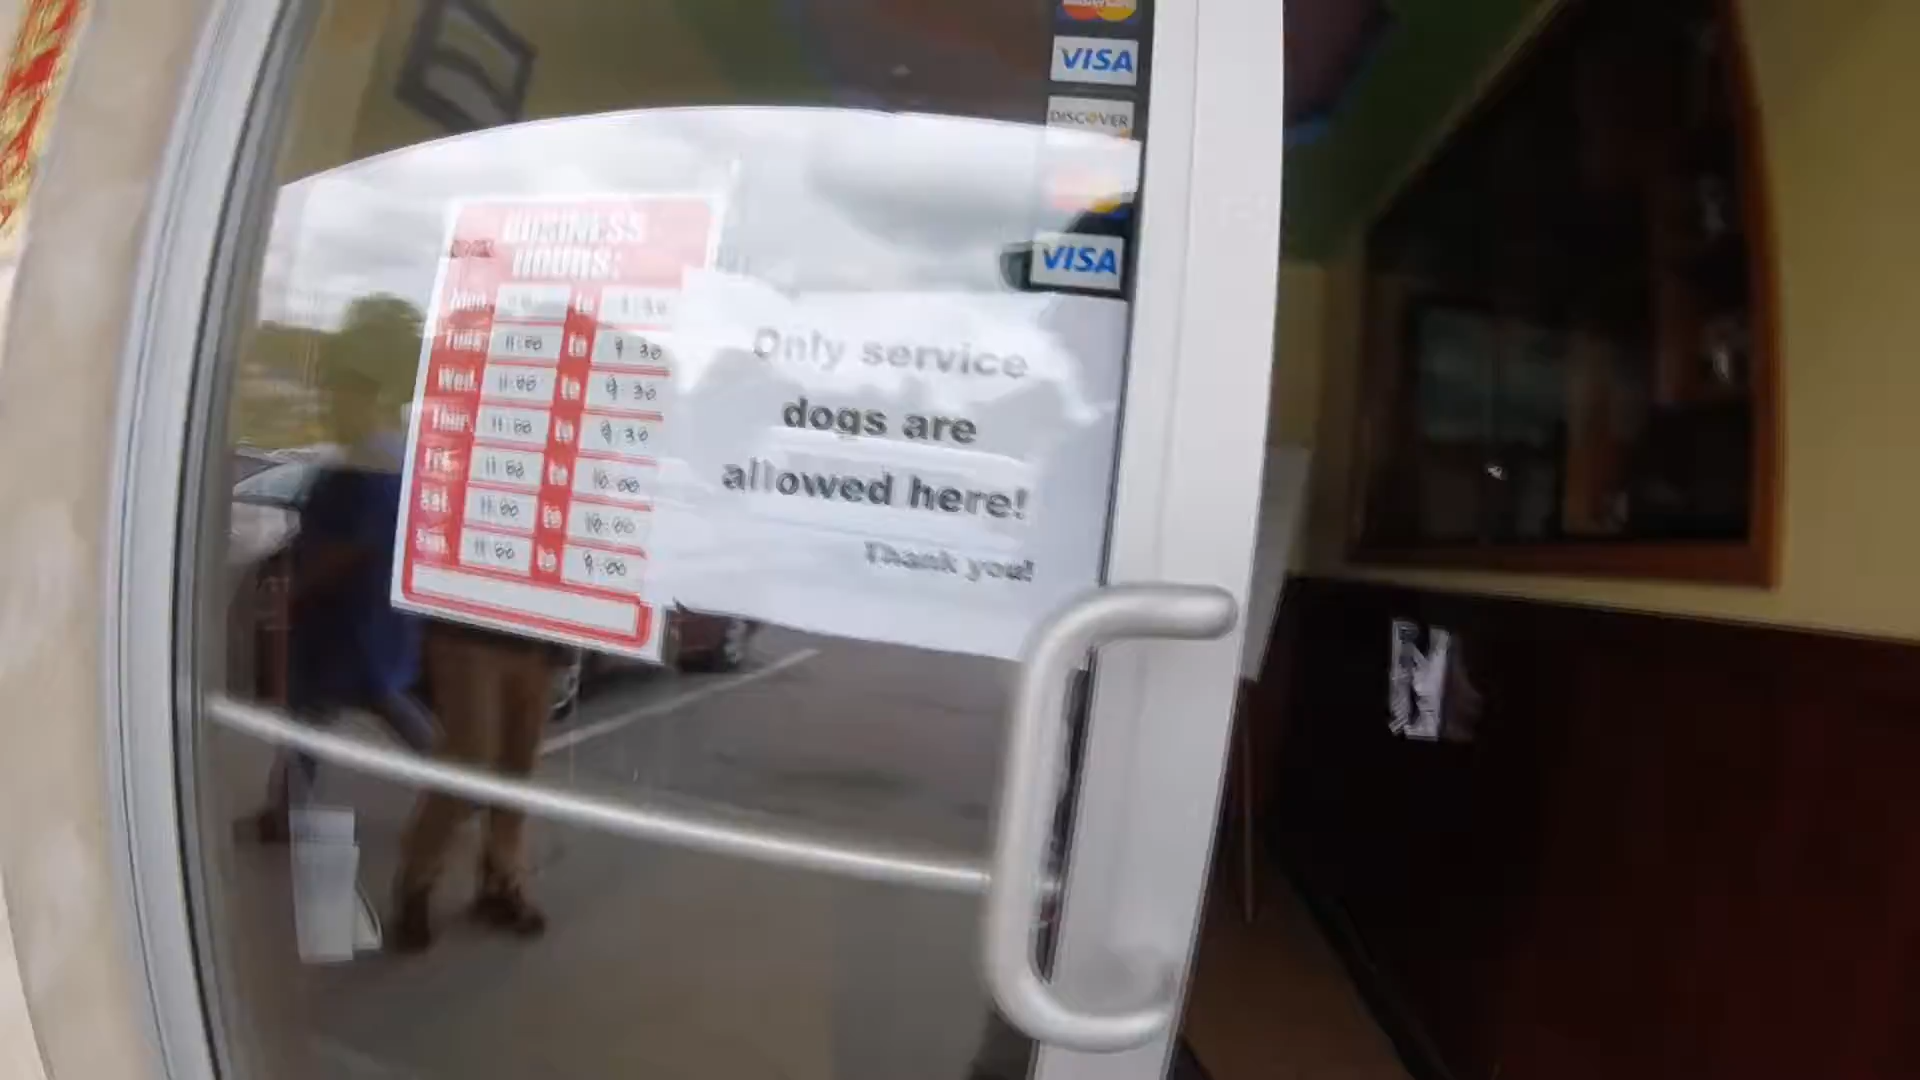 VISA
DISCOVER
VISA
BUSINESS
HOURS:
Mon. to
Tues. 11:00 to 9:30
Wed. 11:00 to 9:30
Thur. 11:00 to 9:30
Fri. 11:00 to 10:00
Sat. 11:00 to 10:00
Sun. 11:00 to 9:00
Only service
dogs are
allowed here!
Thank you!